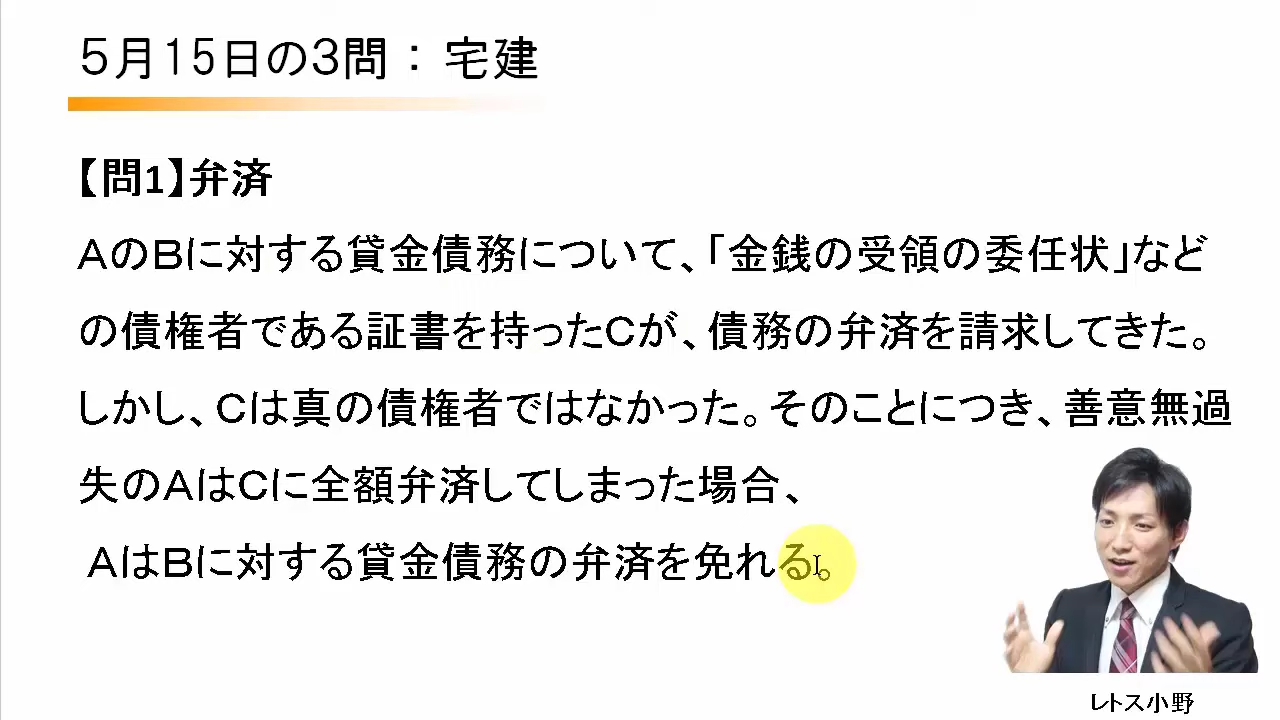 ５月１５日の３問：宅建
【問1】弁済
ＡのＢに対する貸金債務について、「金銭の受領の委任状」など
の債権者である証書を持ったＣが、債務の弁済を請求してきた。
しかし、Ｃは真の債権者ではなかった。そのことにつき、善意無過
失のＡはＣに全額弁済してしまった場合、
ＡはＢに対する貸金債務の弁済を免れる。
レトス小野